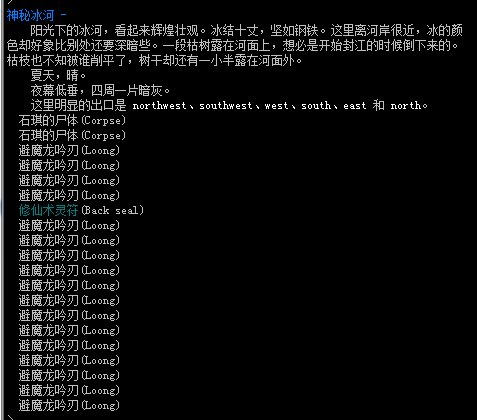 >
神秘冰河 -
阳光下的冰河，看起来辉煌壮观。冰结十丈，坚如钢铁。这里离河岸很近，冰的颜
色却好象比别处还要深暗些。一段枯树露在河面上，想必是开始封江的时候倒下来的。
枯枝也不知被谁削平了，树干却还有一小半露在河面外。
夏天，晴。
夜幕低垂，四周一片暗灰。
这里明显的出口是 northwest、southwest、west、south、east 和 north。
石琪的尸体(Corpse)
石琪的尸体(Corpse)
避魔龙吟刃(Loong)
避魔龙吟刃(Loong)
避魔龙吟刃(Loong)
避魔龙吟刃(Loong)
修仙术灵符(Back seal)
避魔龙吟刃(Loong)
避魔龙吟刃(Loong)
避魔龙吟刃(Loong)
避魔龙吟刃(Loong)
避魔龙吟刃(Loong)
避魔龙吟刃(Loong)
避魔龙吟刃(Loong)
避魔龙吟刃(Loong)
避魔龙吟刃(Loong)
避魔龙吟刃(Loong)
避魔龙吟刃(Loong)
避魔龙吟刃(Loong)
避魔龙吟刃(Loong)
>